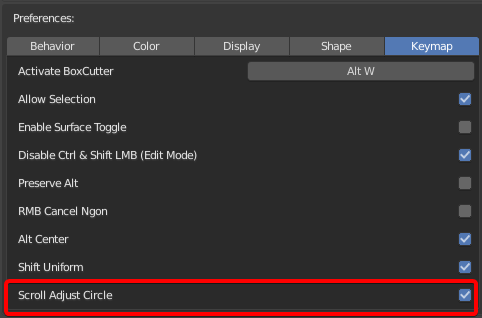 Preferences:
Behavior Color Display Shape Keymap
Activate BoxCutter Alt W
Allow Selection
Enable Surface Toggle
Disable Ctrl & Shift LMB (Edit Mode)
Preserve Alt
RMB Cancel Ngon
Alt Center
Shift Uniform
Scroll Adjust Circle